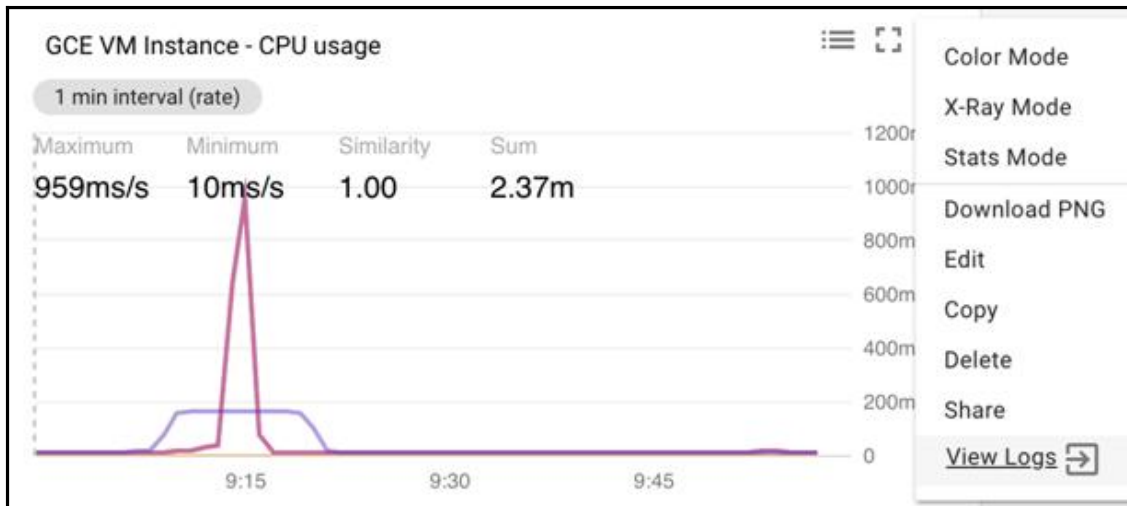 GCE VM Instance - CPU usage
1 min interval (rate)
Maximum Minimum Similarity Sum
959ms/s 10ms/s 1.00 2.37m
1200m
1000m
800m
600m
400m
200m
0
9:15 9:30 9:45
Color Mode
X-Ray Mode
Stats Mode
Download PNG
Edit
Copy
Delete
Share
View Logs